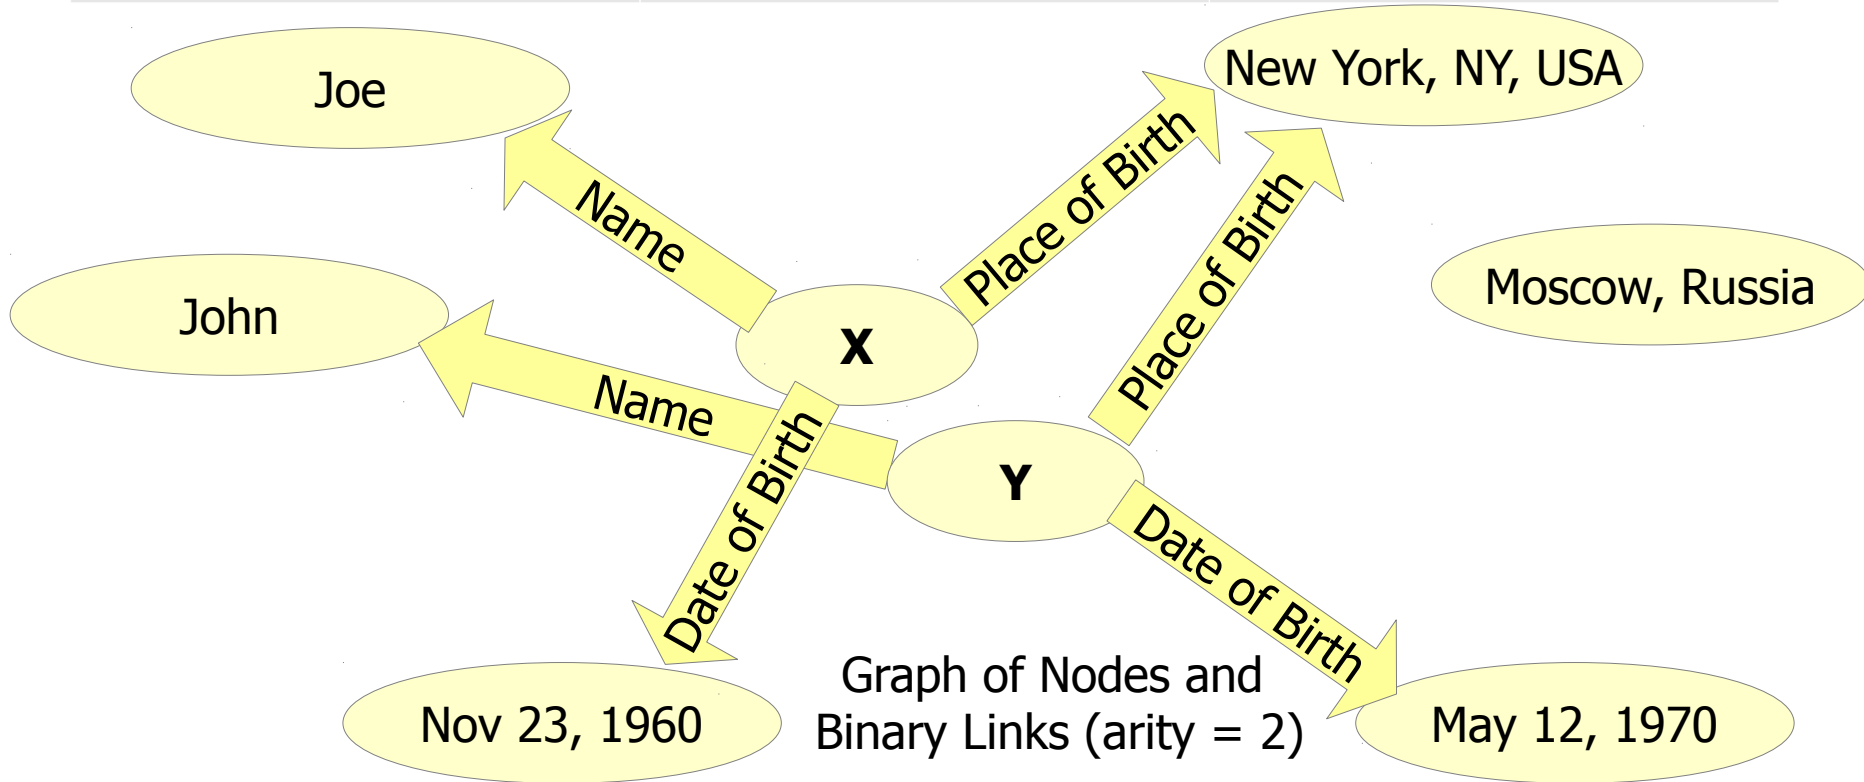 Joe
New York, NY, USA
Name
Place of Birth
Place of Birth
John
Moscow, Russia
Name
X
Y
Date of Birth
Date of Birth
Graph of Nodes and
Binary Links (arity = 2)
Nov 23, 1960
May 12, 1970